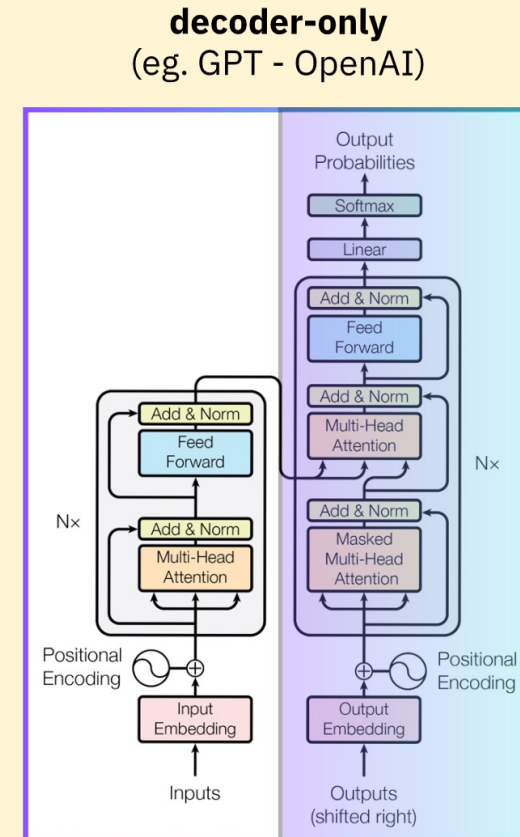 decoder-only
(eg. GPT - OpenAI)
Output
Probabilities
Softmax
Linear
Add & Norm
Feed
Forward
Add & Norm
Multi-Head
Attention
Nx
Add & Norm
Masked
Multi-Head
Attention
Positional
Encoding
Output
Embedding
Outputs
(shifted right)
Add & Norm
Feed
Forward
Nx
Add & Norm
Multi-Head
Attention
Positional
Encoding
Input
Embedding
Inputs